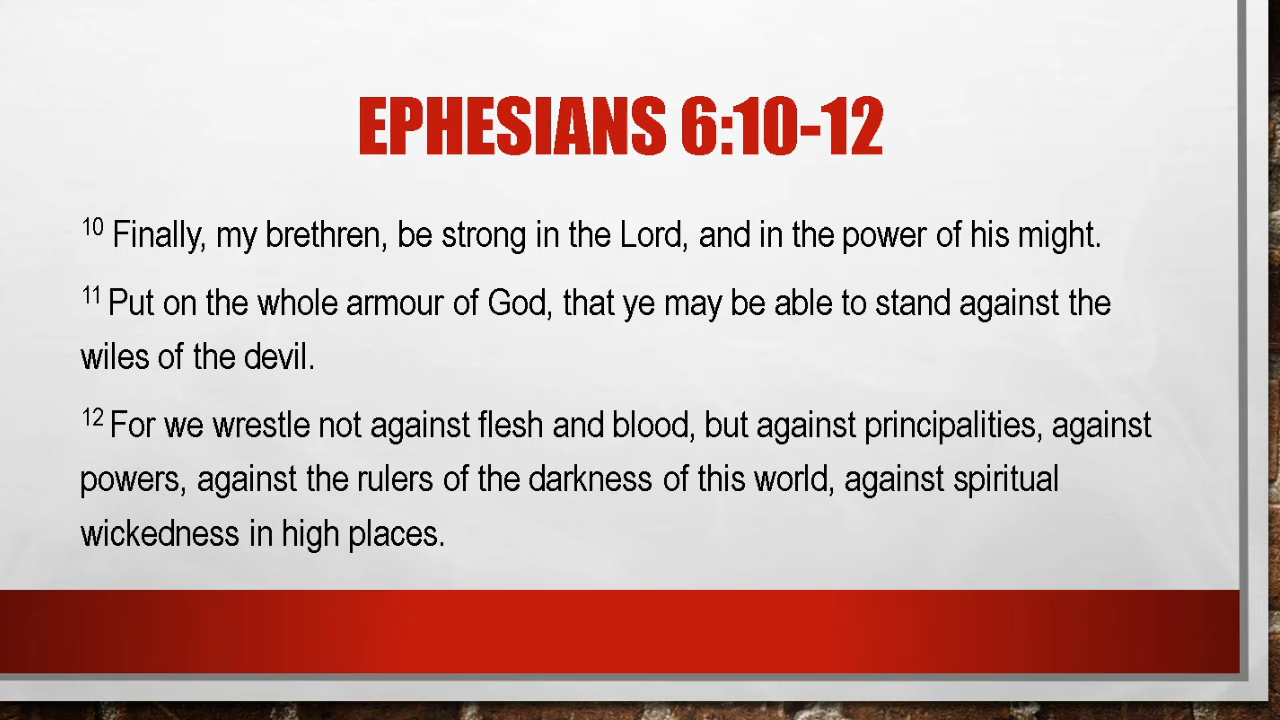 EPHESIANS 6:10-12
10 Finally, my brethren, be strong in the Lord, and in the power of his might.
11 Put on the whole armour of God, that ye may be able to stand against the
wiles of the devil.
12 For we wrestle not against flesh and blood, but against principalities, against
powers, against the rulers of the darkness of this world, against spiritual
wickedness in high places.